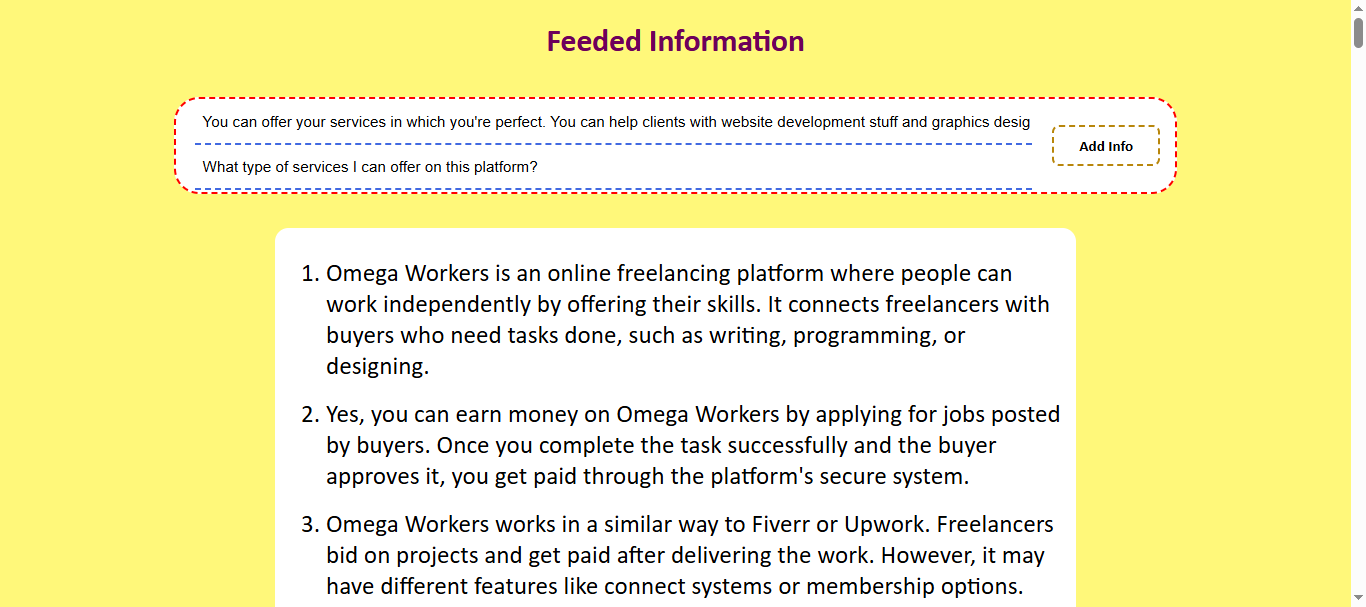 Feeded Information
You can offer your services in which you're perfect. You can help clients with website development stuff and graphics desig
What type of services I can offer on this platform?
Add Info
1. Omega Workers is an online freelancing platform where people can
work independently by offering their skills. It connects freelancers with
buyers who need tasks done, such as writing, programming, or
designing.
2. Yes, you can earn money on Omega Workers by applying for jobs posted
by buyers. Once you complete the task successfully and the buyer
approves it, you get paid through the platform's secure system.
3. Omega Workers works in a similar way to Fiverr or Upwork. Freelancers
bid on projects and get paid after delivering the work. However, it may
have different features like connect systems or membership options.